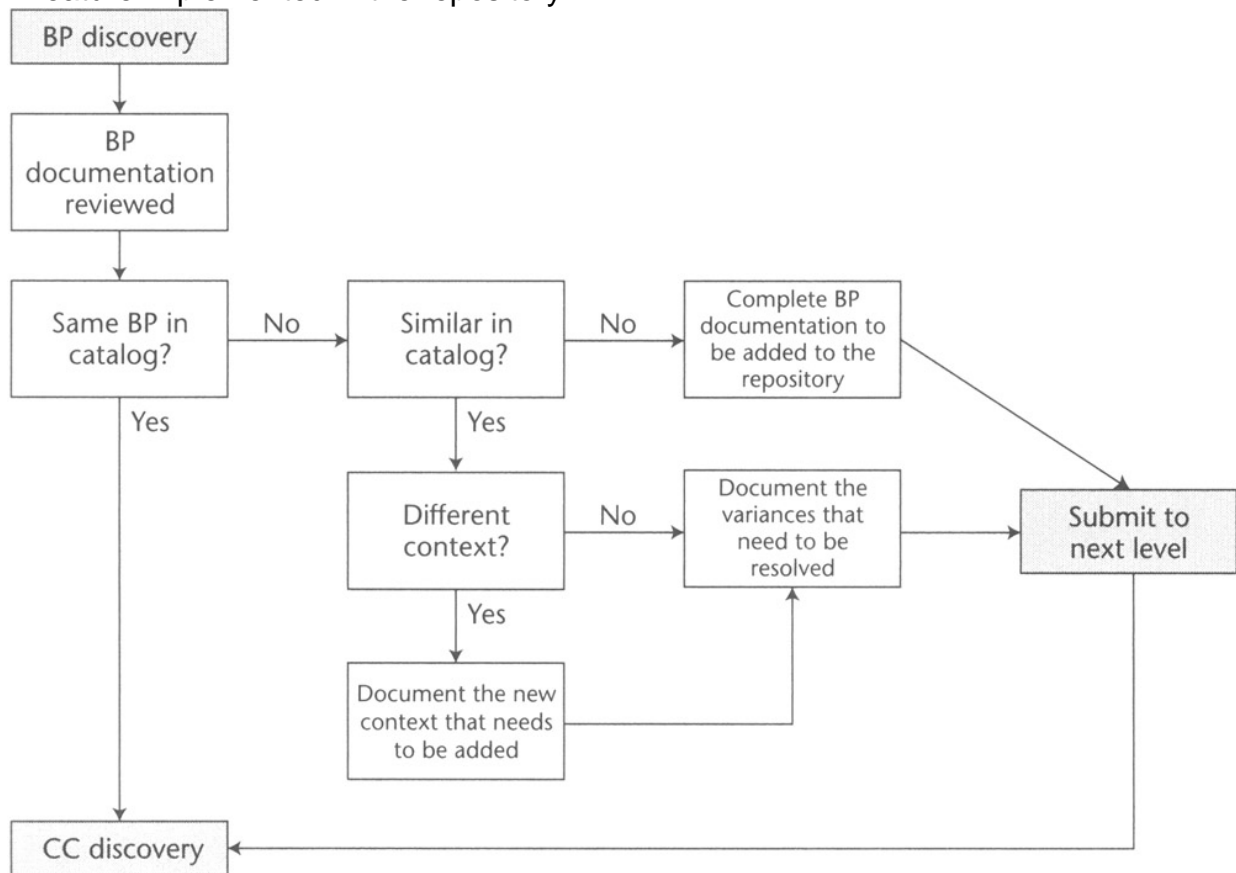 BP discovery
BP
documentation
reviewed
Same BP in
catalog?
No
Similar in
catalog?
No
Complete BP
documentation to
be added to the
repository
Yes
Yes
Different
context?
No
Document the
variances that
need to be
resolved
Submit to
next level
Yes
Document the new
context that needs
to be added
CC discovery